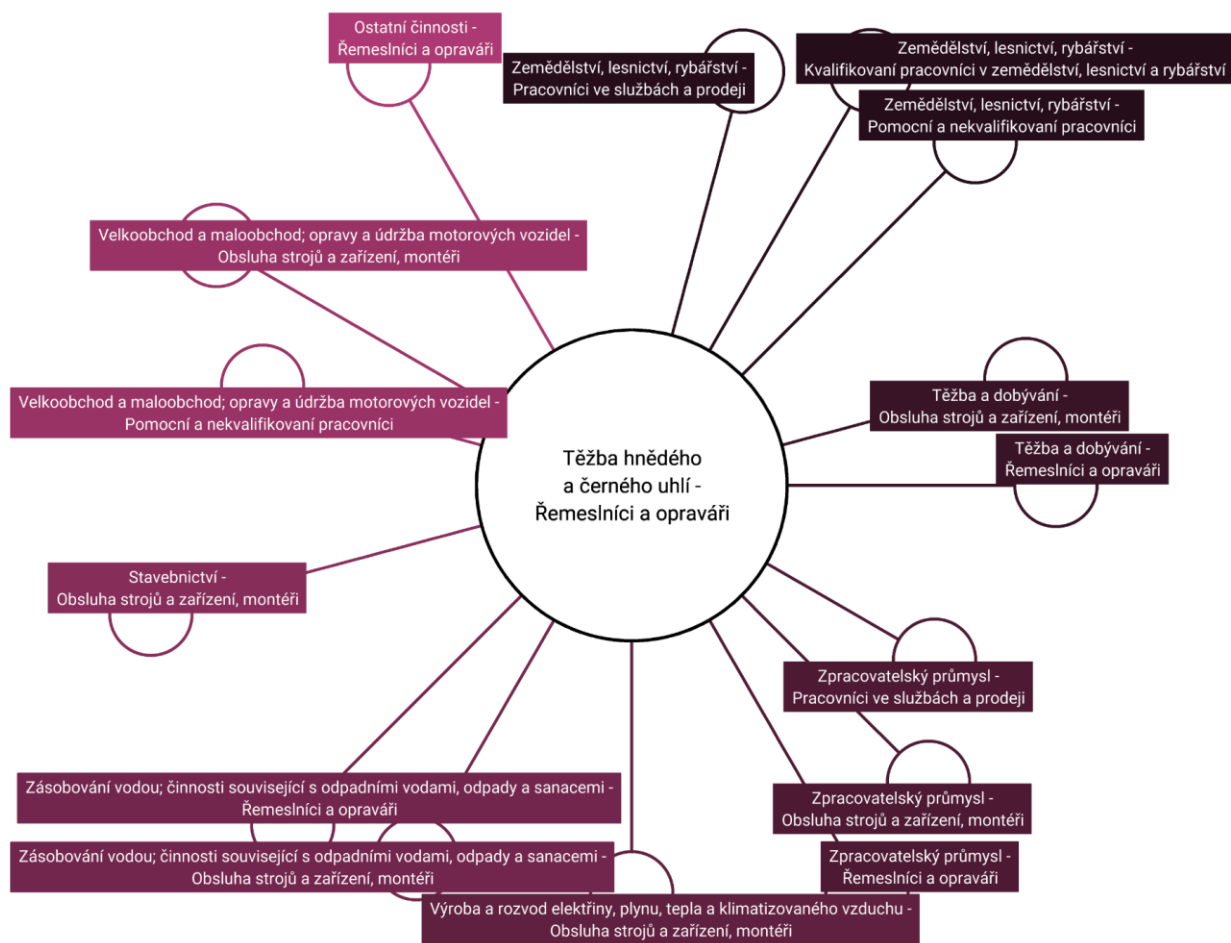 Ostatní činnosti -
Řemeslníci a opraváři
Zemědělství, lesnictví, rybářství -
Pracovníci ve službách a prodeji
Zemědělství, lesnictví, rybářství -
Kvalifikovaní pracovníci v zemědělství, lesnictví a rybářství
Zemědělství, lesnictví, rybářství -
Pomocní a nekvalifikovaní pracovníci
Velkoobchod a maloobchod; opravy a údržba motorových vozidel -
Obsluha strojů a zařízení, montéři
Velkoobchod a maloobchod; opravy a údržba motorových vozidel -
Pomocní a nekvalifikovaní pracovníci
Těžba a dobývání -
Obsluha strojů a zařízení, montéři
Těžba a dobývání -
Řemeslníci a opraváři
Těžba hnědého
a černého uhlí -
Řemeslníci a opraváři
Stavebnictví -
Obsluha strojů a zařízení, montéři
Zpracovatelský průmysl -
Pracovníci ve službách a prodeji
Zpracovatelský průmysl -
Obsluha strojů a zařízení, montéři
Zpracovatelský průmysl -
Řemeslníci a opraváři
Zásobování vodou; činnosti související s odpadními vodami, odpady a sanacemi -
Řemeslníci a opraváři
Zásobování vodou; činnosti související s odpadními vodami, odpady a sanacemi -
Obsluha strojů a zařízení, montéři
Výroba a rozvod elektřiny, plynu, tepla a klimatizovaného vzduchu -
Obsluha strojů a zařízení, montéři